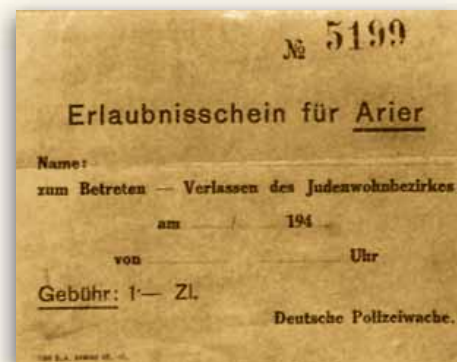 № 5199
Erlaubnisschein für Arier
Name:
zum Betreten — Verlassen des Judenwohnbezirkes
am / 194
von Uhr
Gebühr: 1·— Zl.
Deutsche Polizeiwache.